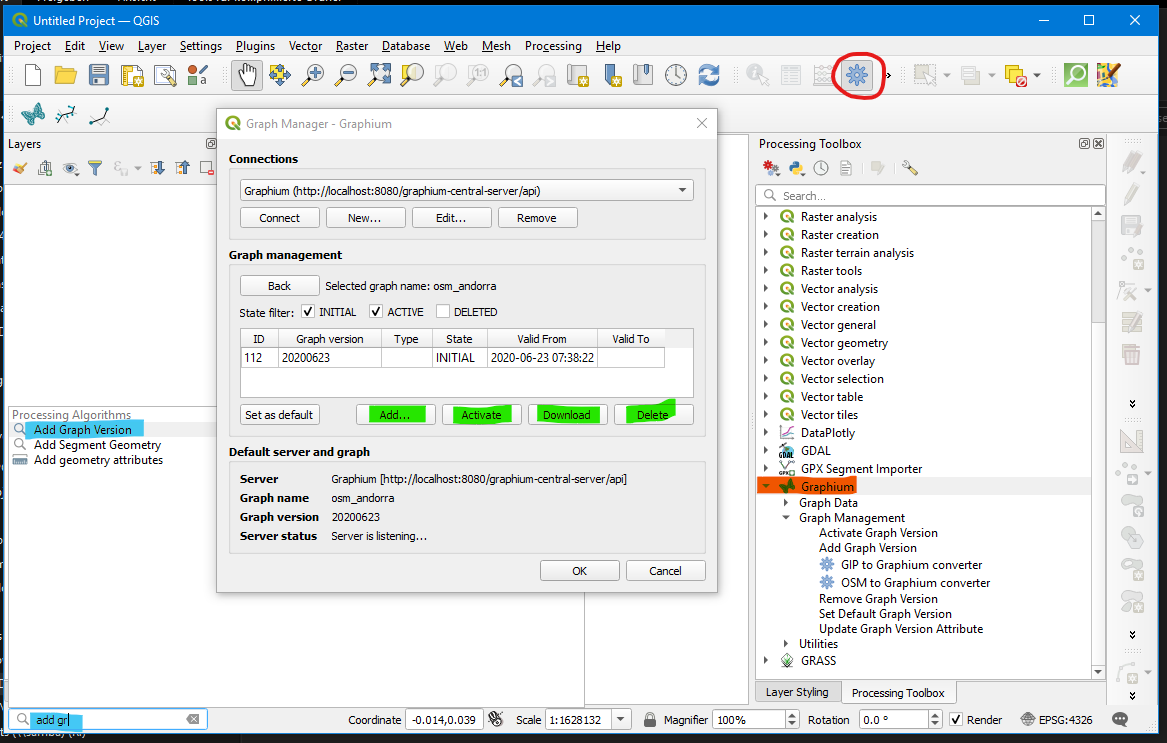 Untitled Project — QGIS
Project Edit View Layer Settings Plugins Vector Raster Database Web Mesh Processing Help
Layers
Graph Manager - Graphium
Connections
Graphium (http://localhost:8080/graphium-central-server/api)
Connect New... Edit... Remove
Graph management
Back Selected graph name: osm_andorra
State filter: INITIAL ACTIVE DELETED
ID Graph version Type State Valid From Valid To
112 20200623 INITIAL 2020-06-23 07:38:22
Set as default Add... Activate Download Delete
Default server and graph
Server Graphium [http://localhost:8080/graphium-central-server/api]
Graph name osm_andorra
Graph version 20200623
Server status Server is listening...
OK Cancel
Processing Algorithms
Add Graph Version
Add Segment Geometry
Add geometry attributes
Processing Toolbox
Search...
Raster analysis
Raster creation
Raster terrain analysis
Raster tools
Vector analysis
Vector creation
Vector general
Vector geometry
Vector overlay
Vector selection
Vector table
Vector tiles
DataPlotly
GDAL
GPX Segment Importer
Graphium
Graph Data
Graph Management
Activate Graph Version
Add Graph Version
GIP to Graphium converter
OSM to Graphium converter
Remove Graph Version
Set Default Graph Version
Update Graph Version Attribute
Utilities
GRASS
Layer Styling Processing Toolbox
add gr Coordinate -0.014,0.039 Scale 1:1628132 Magnifier 100% Rotation 0.0 ° Render EPSG:4326